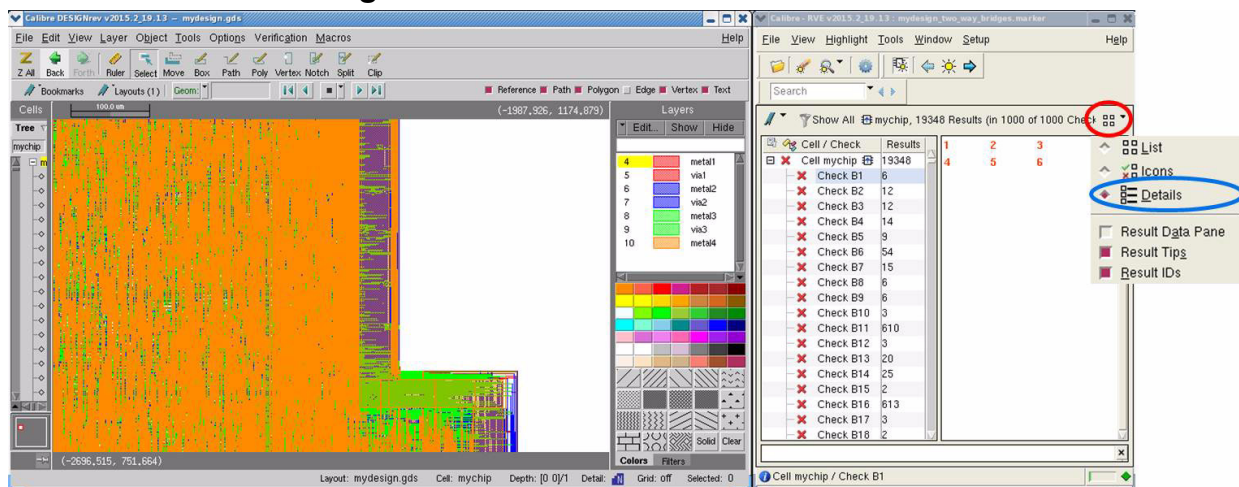 Calibre DESIGNrev v2015.2_19.13 – mydesign.gds
File Edit View Layer Object Tools Options Verification Macros Help
Z All Back Forth Ruler Select Move Box Path Poly Vertex Notch Split Clip
Bookmarks Layouts (1) Geom: Reference Path Polygon Edge Vertex Text
Cells 100.0 um (-1987.926, 1174.879) Layers
Tree Edit... Show Hide
mychip
4 metal1
5 via1
6 metal2
7 via2
8 metal3
9 via3
10 metal4
Solid Clear
Colors Filters
(-2696.515, 751.664)
Layout: mydesign.gds Cell: mychip Depth: [0 0]/1 Detail: Grid: off Selected: 0
Calibre - RVE v2015.2_19.13 : mydesign_two_way_bridges.marker
File View Highlight Tools Window Setup Help
Search
Show All mychip, 19348 Results (in 1000 of 1000 Check
Cell / Check Results
Cell mychip 19348
Check B1 6
Check B2 12
Check B3 12
Check B4 14
Check B5 9
Check B6 54
Check B7 15
Check B8 6
Check B9 6
Check B10 3
Check B11 610
Check B12 3
Check B13 20
Check B14 25
Check B15 2
Check B16 613
Check B17 3
Check B18 2
1 2 3
4 5 6
List
Icons
Details
Result Data Pane
Result Tips
Result IDs
Cell mychip / Check B1